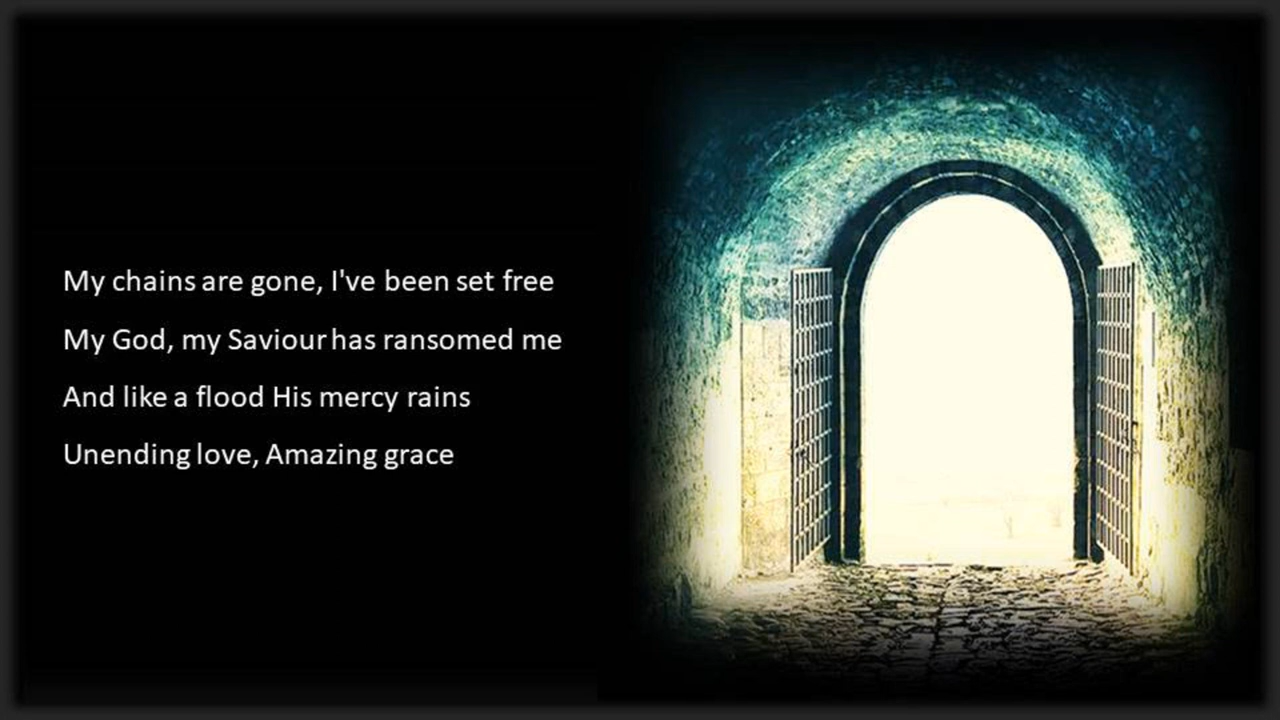 My chains are gone, I've been set free
My God, my Saviour has ransomed me
And like a flood His mercy rains
Unending love, Amazing grace